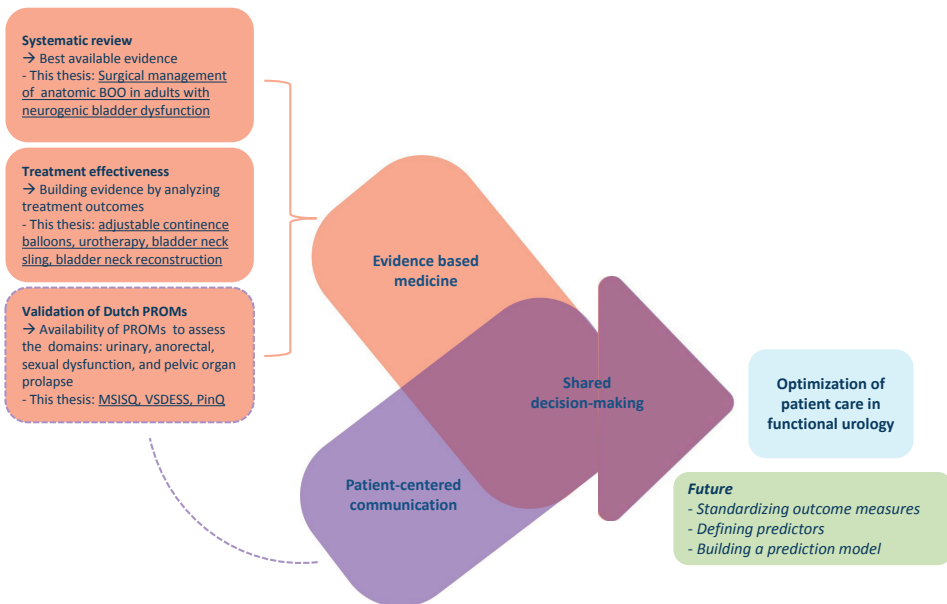 Systematic review
→ Best available evidence
- This thesis: Surgical management
of anatomic BOO in adults with
neurogenic bladder dysfunction
Treatment effectiveness
→ Building evidence by analyzing
treatment outcomes
- This thesis: adjustable continence
balloons, urotherapy, bladder neck
sling, bladder neck reconstruction
Validation of Dutch PROMs
→ Availability of PROMs to assess
the domains: urinary, anorectal,
sexual dysfunction, and pelvic organ
prolapse
- This thesis: MSISQ, VSDESS, PinQ
Evidence based
medicine
Shared
decision-making
Patient-centered
communication
Optimization of
patient care in
functional urology
Future
- Standardizing outcome measures
- Defining predictors
- Building a prediction model